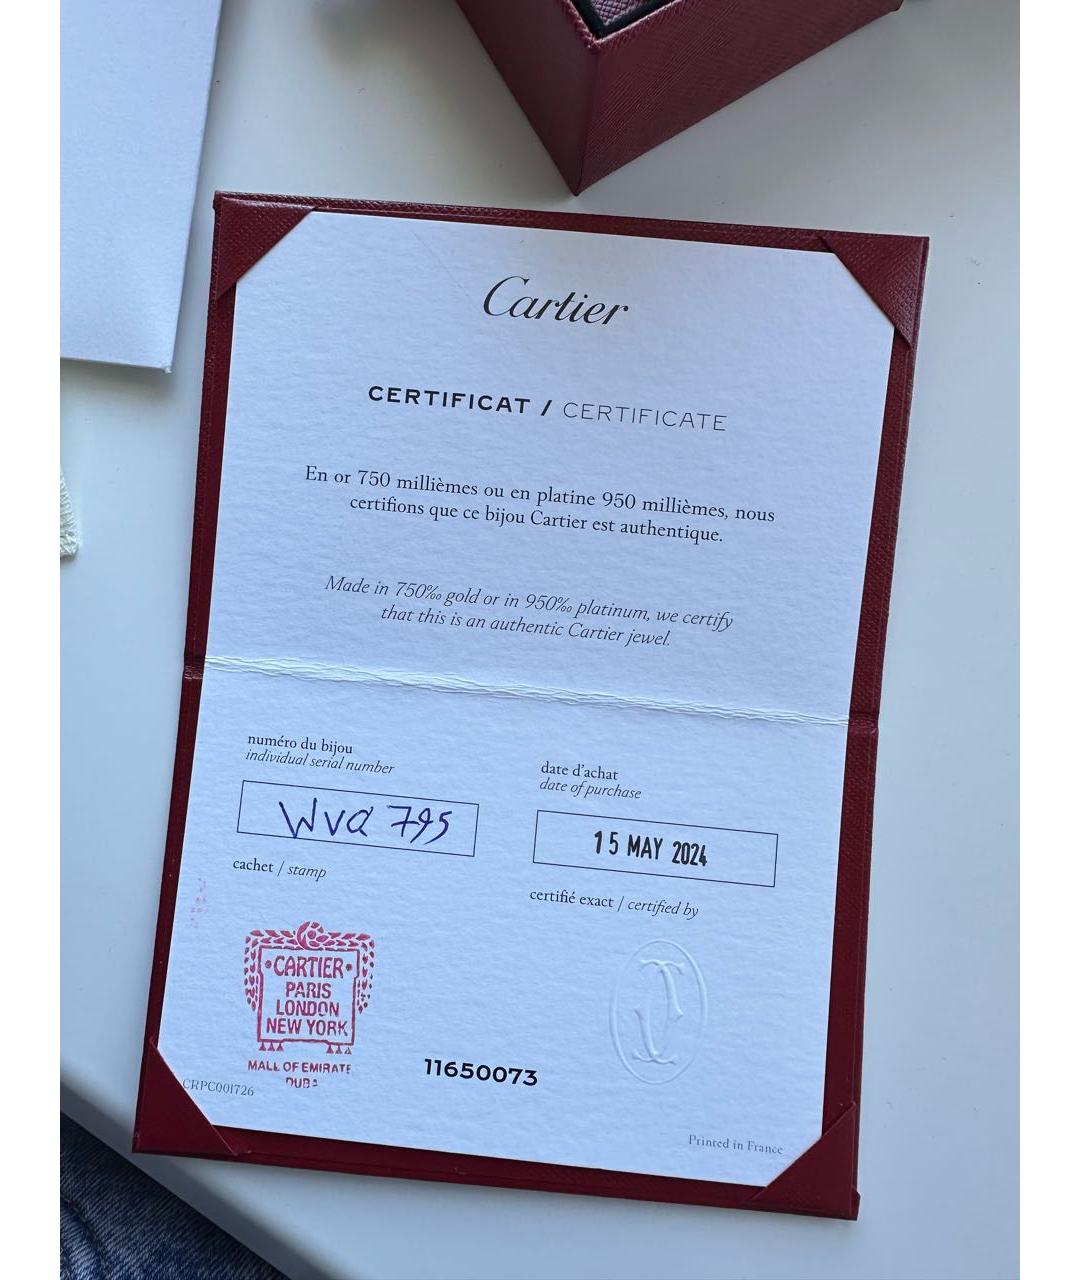 Cartier
CERTIFICAT / CERTIFICATE
En or 750 millièmes ou en platine 950 millièmes, nous
certifions que ce bijou Cartier est authentique.
Made in 750‰ gold or in 950‰ platinum, we certify
that this is an authentic Cartier jewel.
numéro du bijou
individual serial number
WVQ 795
cachet / stamp
date d'achat
date of purchase
15 MAY 2024
certifié exact / certified by
CARTIER
PARIS
LONDON
NEW YORK
MALL OF EMIRATE
CRPC001726
11650073
Printed in France